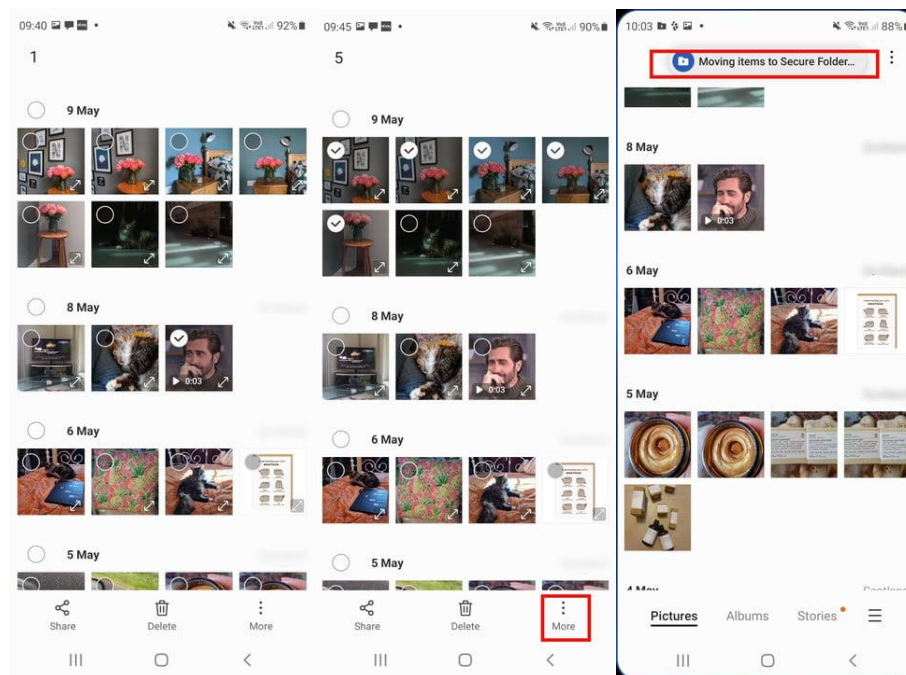 09:40
92%
1
9 May
8 May
0:03
6 May
5 May
Share
Delete
More
09:45
90%
5
9 May
8 May
0:03
6 May
5 May
Share
Delete
More
10:03
88%
Moving items to Secure Folder...
8 May
0:03
6 May
5 May
4 May
Pictures
Albums
Stories